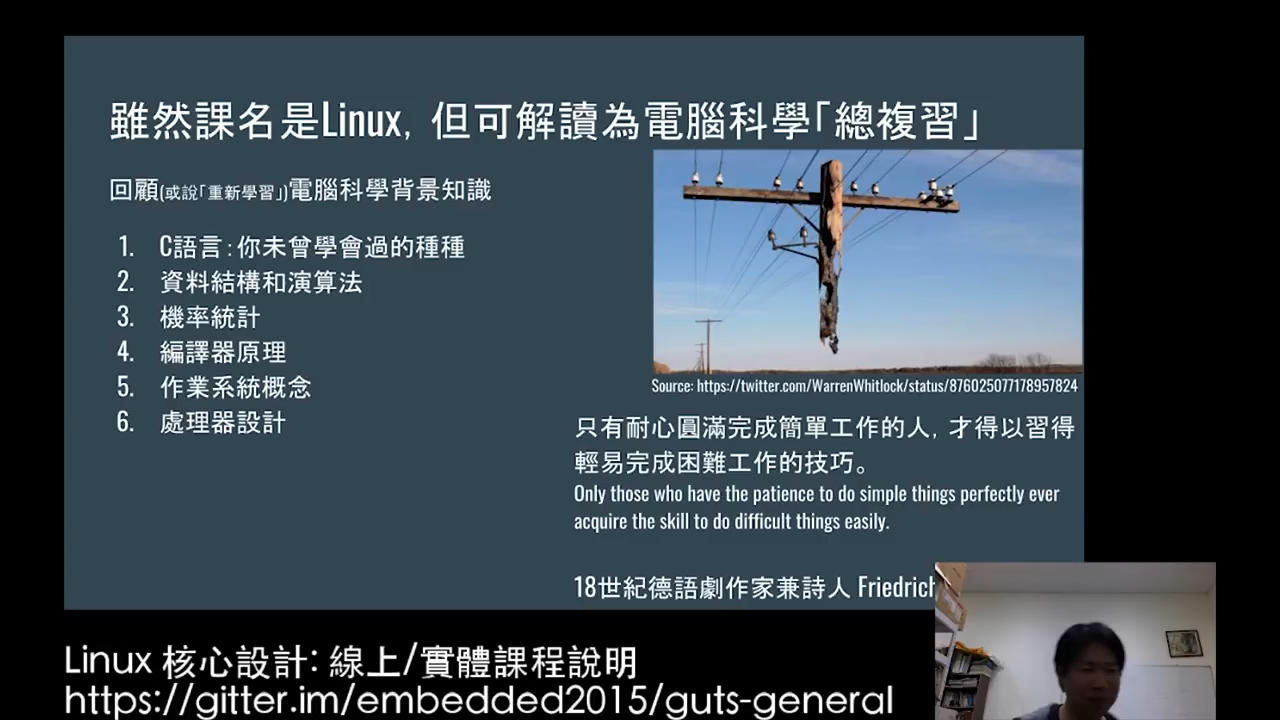 雖然課名是Linux，但可解讀為電腦科學「總複習」
回顧(或說「重新學習」)電腦科學背景知識
1. C語言：你未曾學會過的種種
2. 資料結構和演算法
3. 機率統計
4. 編譯器原理
5. 作業系統概念
6. 處理器設計
Source: https://twitter.com/WarrenWhitlock/status/876025077178957824
只有耐心圓滿完成簡單工作的人，才得以習得
輕易完成困難工作的技巧。
Only those who have the patience to do simple things perfectly ever
acquire the skill to do difficult things easily.
18世紀德語劇作家兼詩人 Friedrich
Linux 核心設計: 線上/實體課程說明
https://gitter.im/embedded2015/guts-general